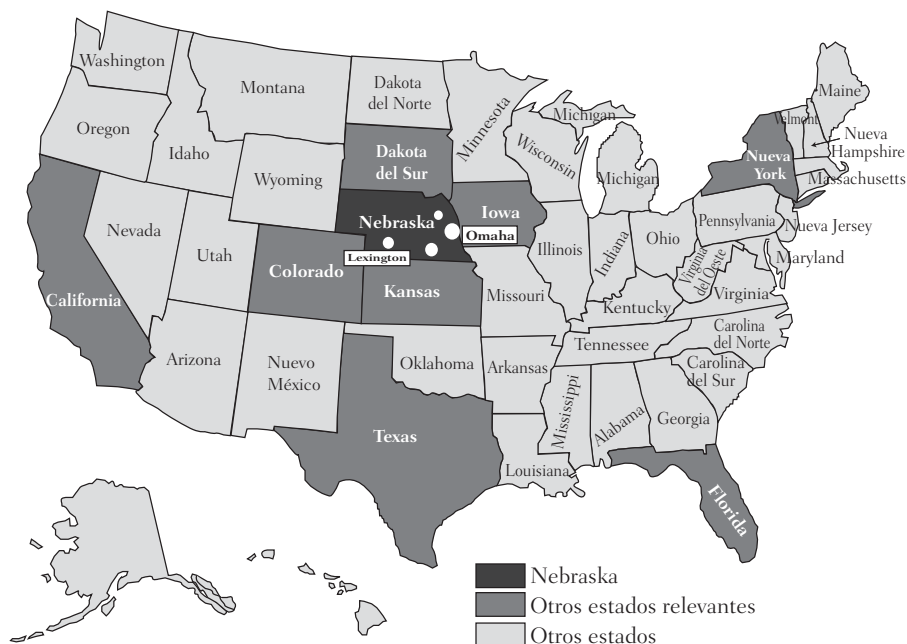 Washington
Montana
Dakota
del Norte
Minnesota
Michigan
Maine
Velmont
Nueva
Hampshire
Oregon
Idaho
Wyoming
Dakota
del Sur
Wisconsin
Michigan
Nueva
York
Massachusetts
Nebraska
Iowa
Omaha
Lexington
Nevada
Utah
Colorado
Kansas
California
Illinois
Indiana
Ohio
Pennsylvania
Nueva Jersey
Maryland
Virginia
del Oeste
Virginia
Missouri
Kentucky
Arizona
Nuevo
México
Oklahoma
Arkansas
Tennessee
Carolina
del Norte
Carolina
del Sur
Texas
Louisiana
Mississippi
Alabama
Georgia
Florida
Nebraska
Otros estados relevantes
Otros estados